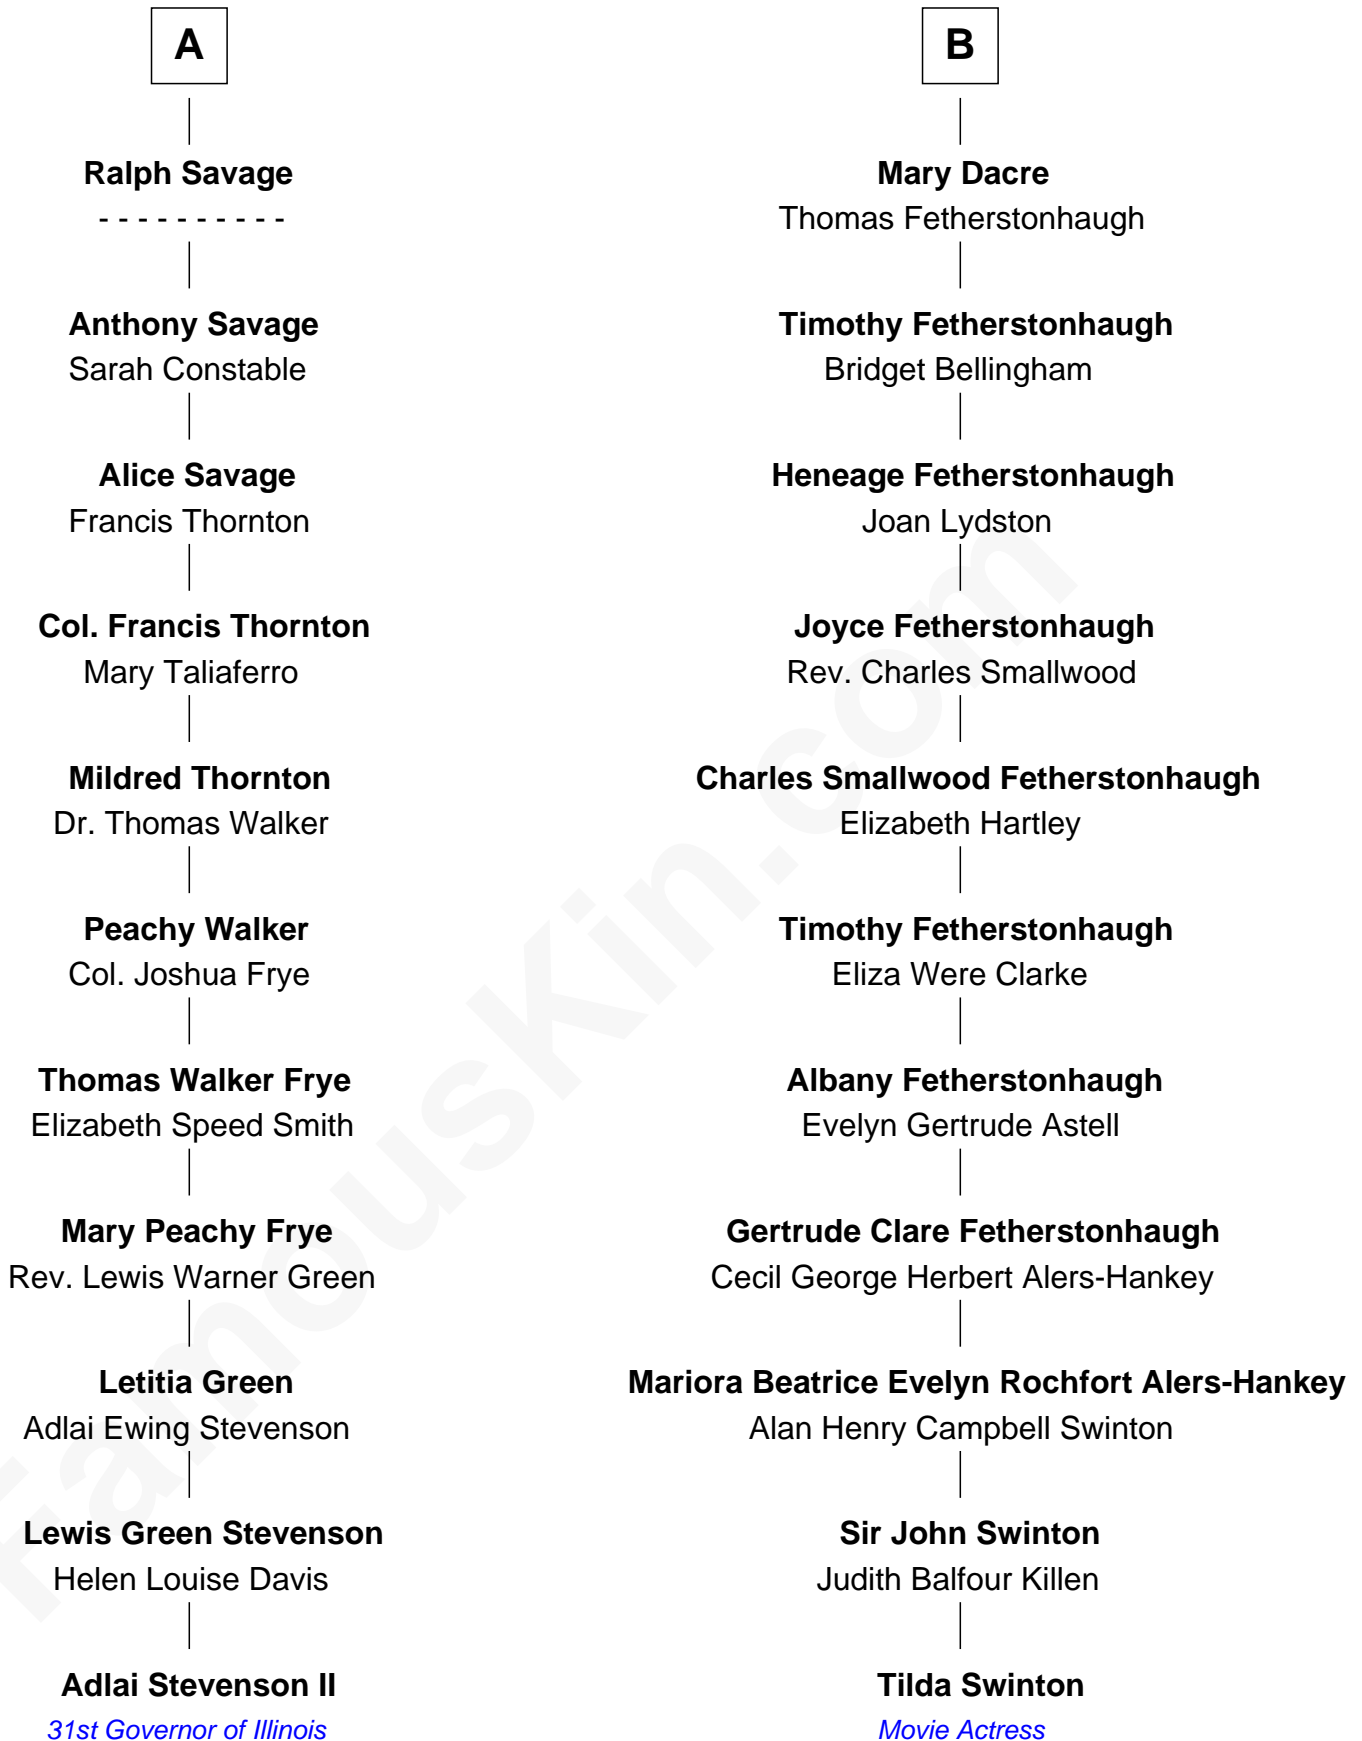 A
Ralph Savage
- - - - - - - - - -
Anthony Savage
Sarah Constable
Alice Savage
Francis Thornton
Col. Francis Thornton
Mary Taliaferro
Mildred Thornton
Dr. Thomas Walker
Peachy Walker
Col. Joshua Frye
Thomas Walker Frye
Elizabeth Speed Smith
Mary Peachy Frye
Rev. Lewis Warner Green
Letitia Green
Adlai Ewing Stevenson
Lewis Green Stevenson
Helen Louise Davis
Adlai Stevenson II
31st Governor of Illinois
B
Mary Dacre
Thomas Fetherstonhaugh
Timothy Fetherstonhaugh
Bridget Bellingham
Heneage Fetherstonhaugh
Joan Lydston
Joyce Fetherstonhaugh
Rev. Charles Smallwood
Charles Smallwood Fetherstonhaugh
Elizabeth Hartley
Timothy Fetherstonhaugh
Eliza Were Clarke
Albany Fetherstonhaugh
Evelyn Gertrude Astell
Gertrude Clare Fetherstonhaugh
Cecil George Herbert Alers-Hankey
Mariora Beatrice Evelyn Rochfort Alers-Hankey
Alan Henry Campbell Swinton
Sir John Swinton
Judith Balfour Killen
Tilda Swinton
Movie Actress
FamousKin.com